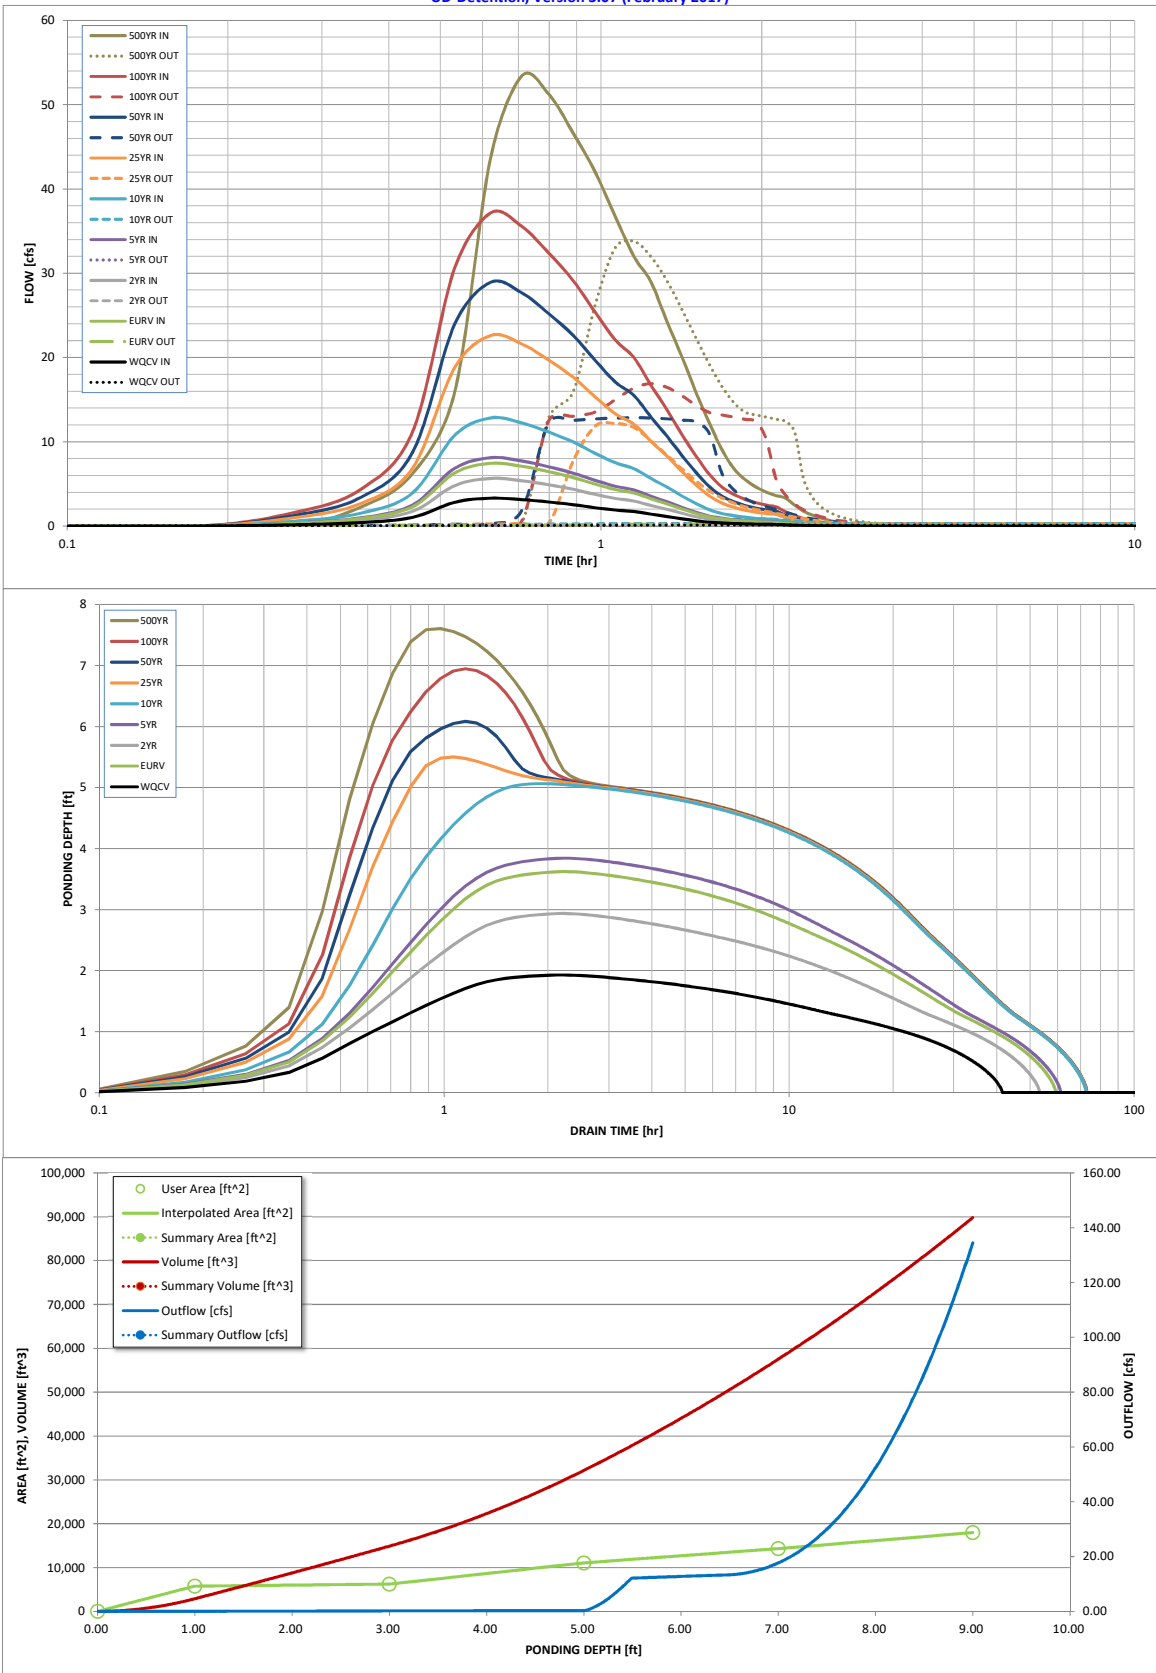 UD-Detention, Version 3.07 (February 2017)
60
50
40
30
20
10
0
FLOW [cfs]
500YR IN
500YR OUT
100YR IN
100YR OUT
50YR IN
50YR OUT
25YR IN
25YR OUT
10YR IN
10YR OUT
5YR IN
5YR OUT
2YR IN
2YR OUT
EURV IN
EURV OUT
WQCV IN
WQCV OUT
0.1 1 10
TIME [hr]
8
7
6
5
4
3
2
1
0
PONDING DEPTH [ft]
500YR
100YR
50YR
25YR
10YR
5YR
2YR
EURV
WQCV
0.1 1 10 100
DRAIN TIME [hr]
100,000
90,000
80,000
70,000
60,000
50,000
40,000
30,000
20,000
10,000
0
AREA [ft^2], VOLUME [ft^3]
User Area [ft^2]
Interpolated Area [ft^2]
Summary Area [ft^2]
Volume [ft^3]
Summary Volume [ft^3]
Outflow [cfs]
Summary Outflow [cfs]
160.00
140.00
120.00
100.00
80.00
60.00
40.00
20.00
0.00
OUTFLOW [cfs]
0.00 1.00 2.00 3.00 4.00 5.00 6.00 7.00 8.00 9.00 10.00
PONDING DEPTH [ft]